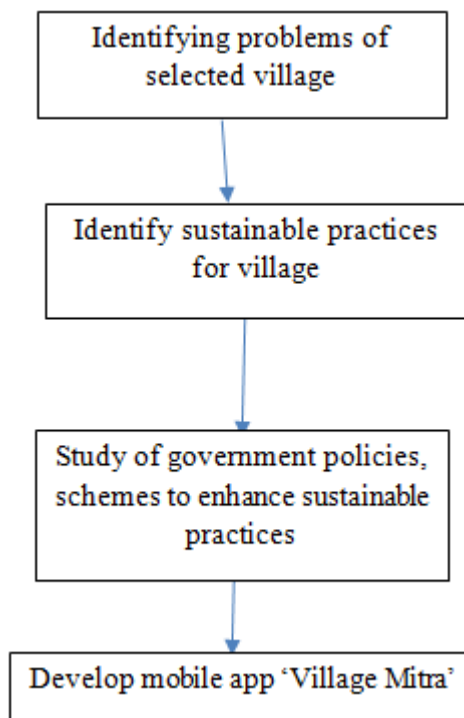 Identifying problems of
selected village
Identify sustainable practices
for village
Study of government policies,
schemes to enhance sustainable
practices
Develop mobile app ‘Village Mitra’